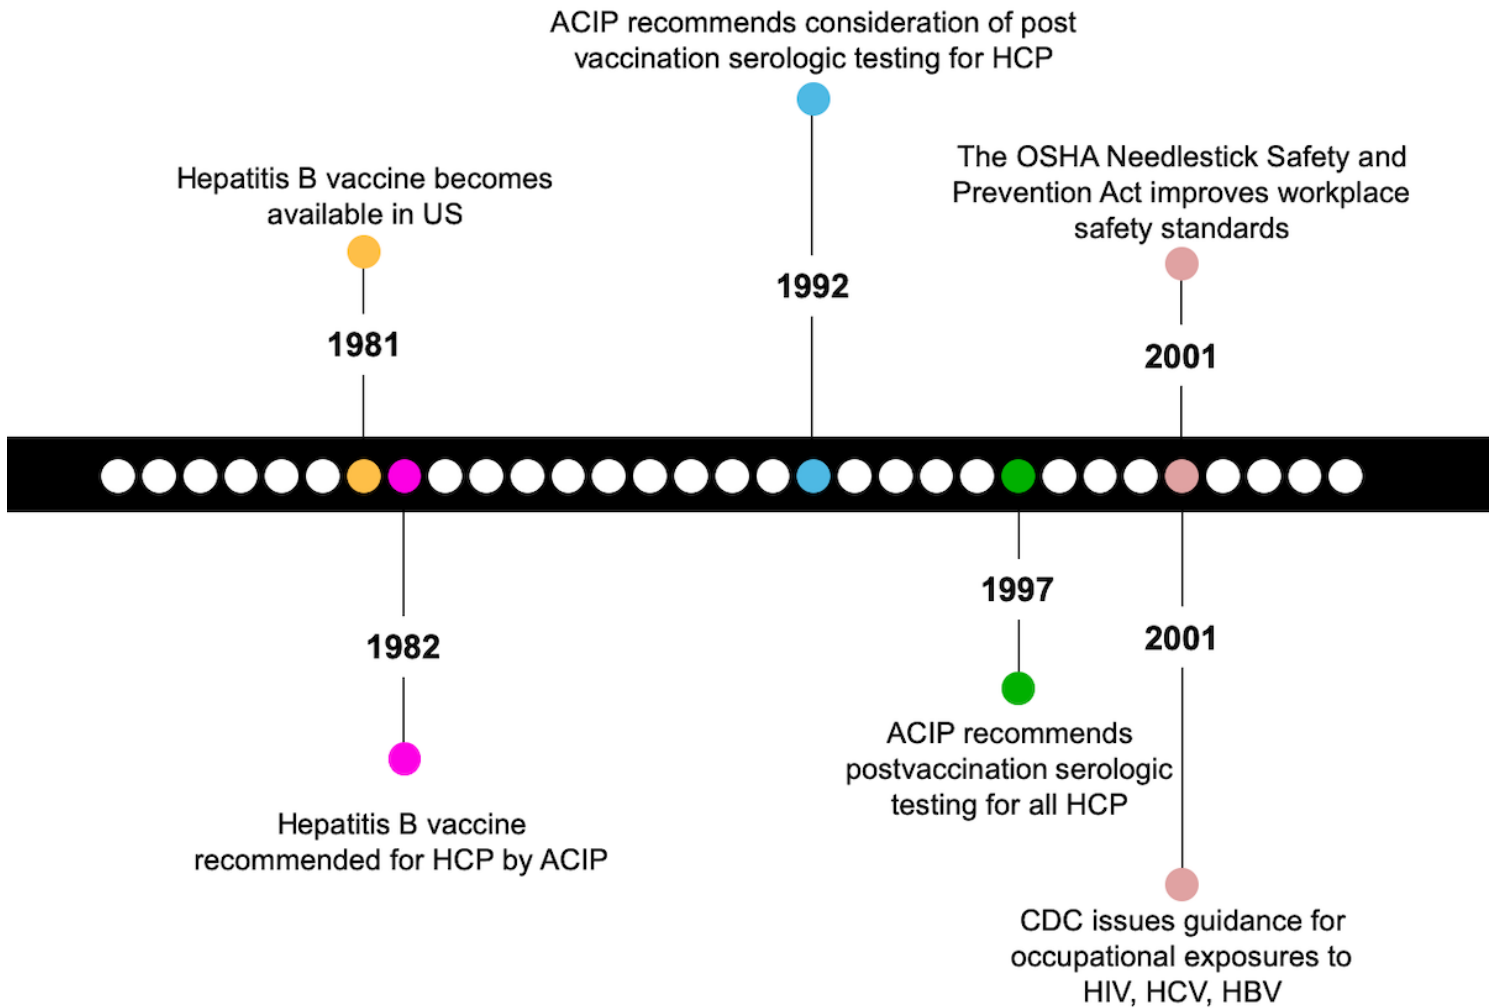 ACIP recommends consideration of post
vaccination serologic testing for HCP
1992
Hepatitis B vaccine becomes
available in US
1981
The OSHA Needlestick Safety and
Prevention Act improves workplace
safety standards
2001
1982
Hepatitis B vaccine
recommended for HCP by ACIP
1997
ACIP recommends
postvaccination serologic
testing for all HCP
2001
CDC issues guidance for
occupational exposures to
HIV, HCV, HBV